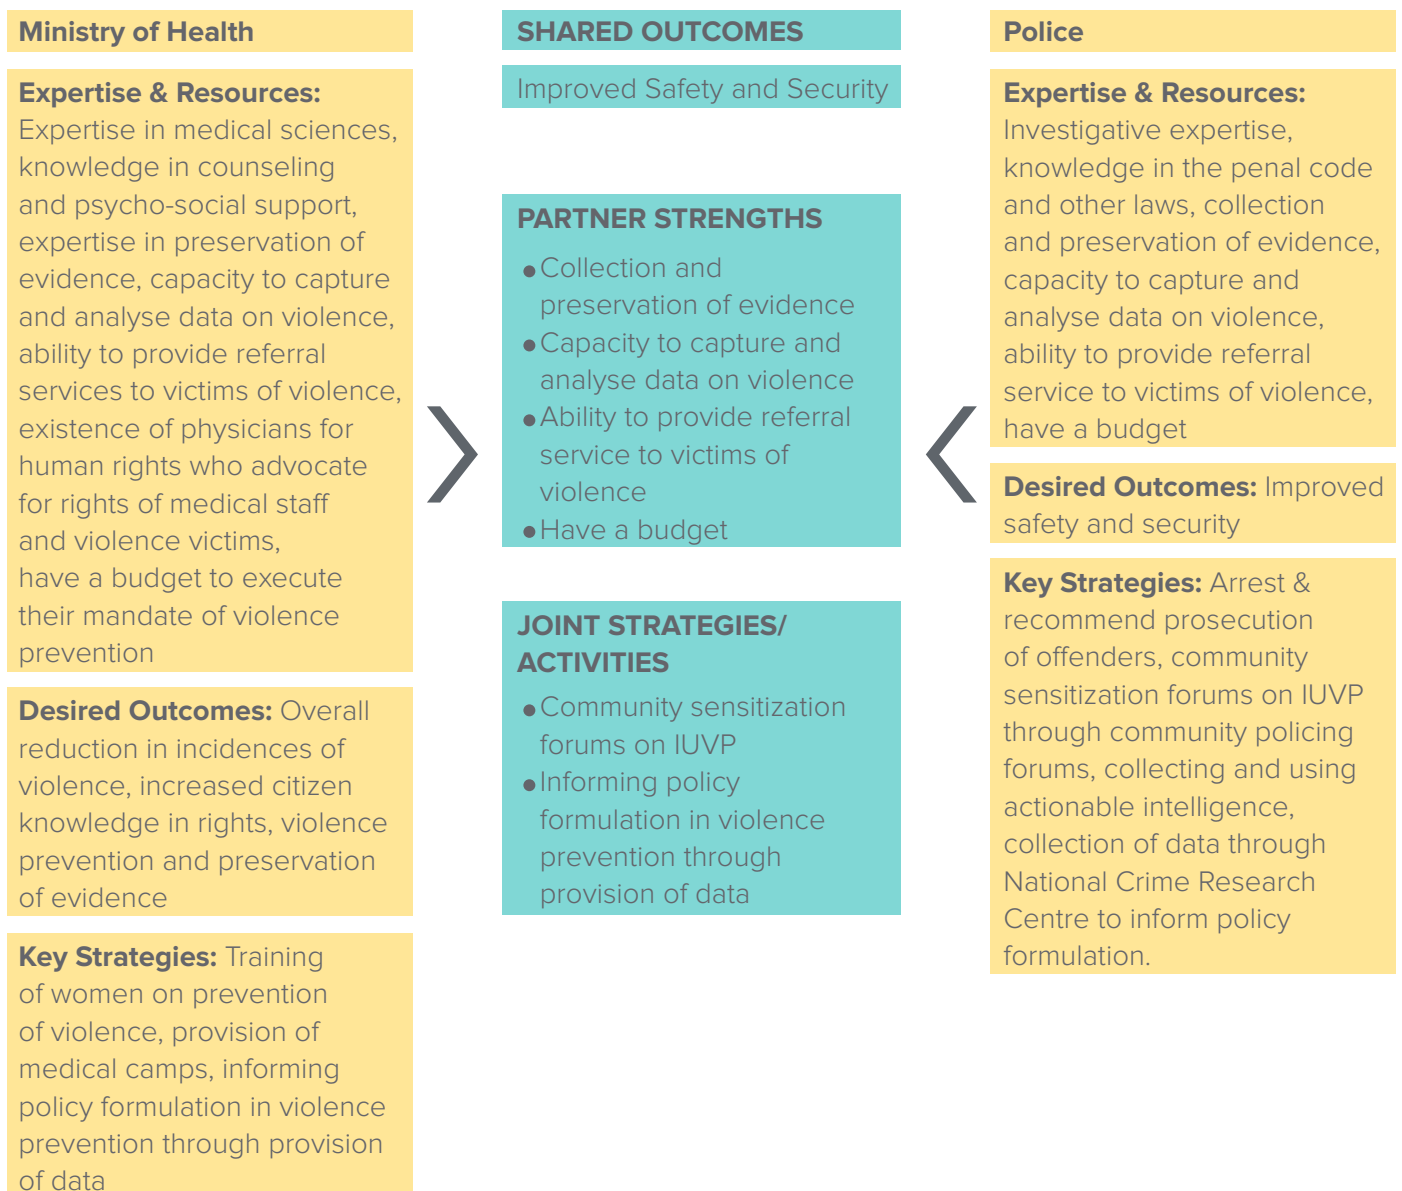 Ministry of Health
Expertise & Resources:
Expertise in medical sciences,
knowledge in counseling
and psycho-social support,
expertise in preservation of
evidence, capacity to capture
and analyse data on violence,
ability to provide referral
services to victims of violence,
existence of physicians for
human rights who advocate
for rights of medical staff
and violence victims,
have a budget to execute
their mandate of violence
prevention
Desired Outcomes: Overall
reduction in incidences of
violence, increased citizen
knowledge in rights, violence
prevention and preservation
of evidence
Key Strategies: Training
of women on prevention
of violence, provision of
medical camps, informing
policy formulation in violence
prevention through provision
of data
SHARED OUTCOMES
Improved Safety and Security
PARTNER STRENGTHS
• Collection and
preservation of evidence
• Capacity to capture and
analyse data on violence
• Ability to provide referral
service to victims of
violence
• Have a budget
JOINT STRATEGIES/
ACTIVITIES
• Community sensitization
forums on IUVP
• Informing policy
formulation in violence
prevention through
provision of data
Police
Expertise & Resources:
Investigative expertise,
knowledge in the penal code
and other laws, collection
and preservation of evidence,
capacity to capture and
analyse data on violence,
ability to provide referral
service to victims of violence,
have a budget
Desired Outcomes: Improved
safety and security
Key Strategies: Arrest &
recommend prosecution
of offenders, community
sensitization forums on IUVP
through community policing
forums, collecting and using
actionable intelligence,
collection of data through
National Crime Research
Centre to inform policy
formulation.